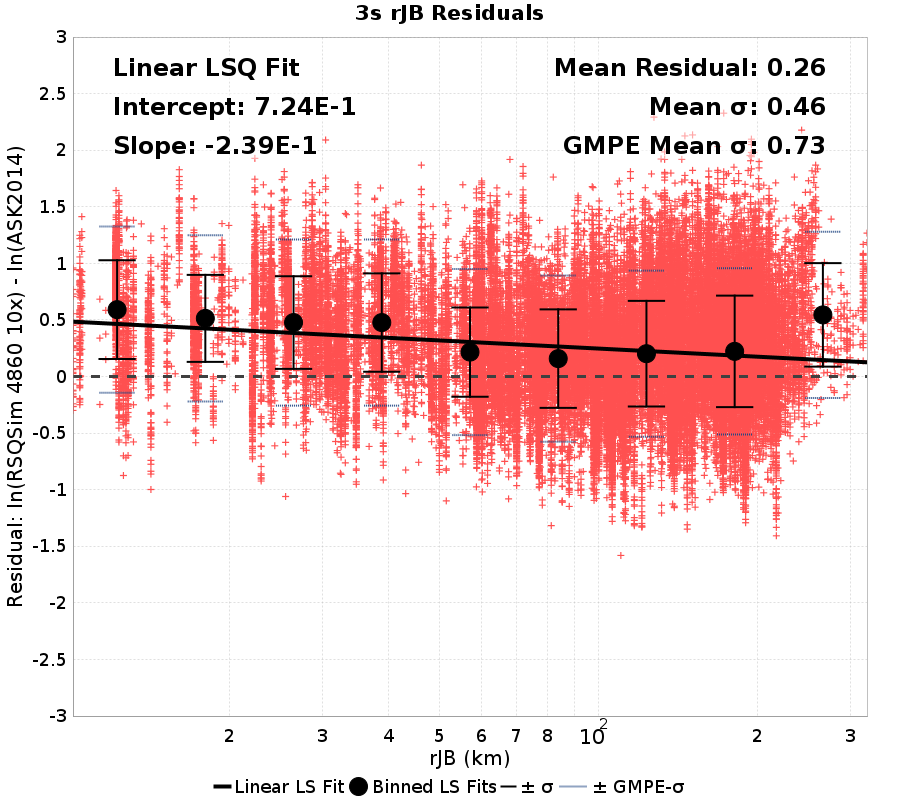 3s rJB Residuals
Linear LSQ Fit
Intercept: 7.24E-1
Slope: -2.39E-1
Mean Residual: 0.26
Mean σ: 0.46
GMPE Mean σ: 0.73
Residual: ln(RSQSim 4860 10x) - ln(ASK2014)
3
2.5
2
1.5
1
0.5
0
-0.5
-1
-1.5
-2
-2.5
-3
2 3 4 5 6 7 8 10² 2 3
rJB (km)
Linear LS Fit Binned LS Fits ± σ ± GMPE-σ